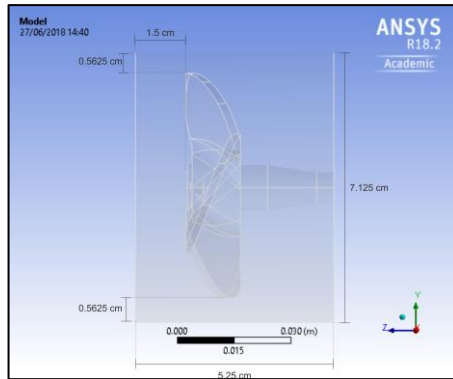 Model
27/06/2018 14:40
ANSYS
R18.2
Academic
1.5 cm
0.5625 cm
7.125 cm
0.5625 cm
Y
Z
0.000
0.030 (m)
0.015
5.25 cm